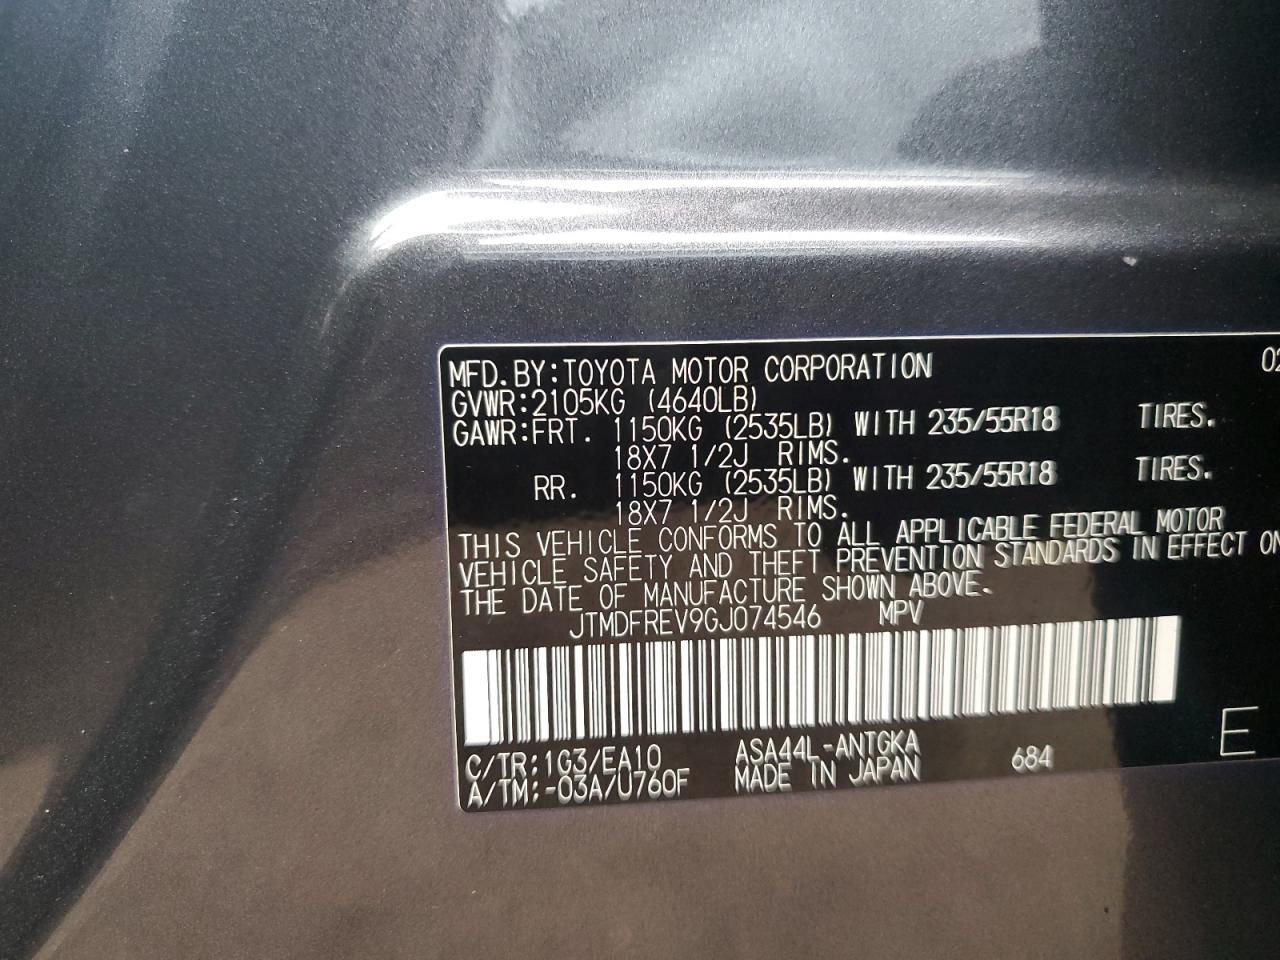 MFD.BY:TOYOTA MOTOR CORPORATION 02
GVWR:2105KG (4640LB)
GAWR:FRT. 1150KG (2535LB) WITH 235/55R18 TIRES.
18X7 1/2J RIMS.
RR. 1150KG (2535LB) WITH 235/55R18 TIRES.
18X7 1/2J RIMS.
THIS VEHICLE CONFORMS TO ALL APPLICABLE FEDERAL MOTOR
VEHICLE SAFETY AND THEFT PREVENTION STANDARDS IN EFFECT ON
THE DATE OF MANUFACTURE SHOWN ABOVE.
JTMDFREV9GJ074546 MPV
C/TR:1G3/EA10 ASA44L-ANTGKA 684 E
A/TM:-03A/U760F MADE IN JAPAN